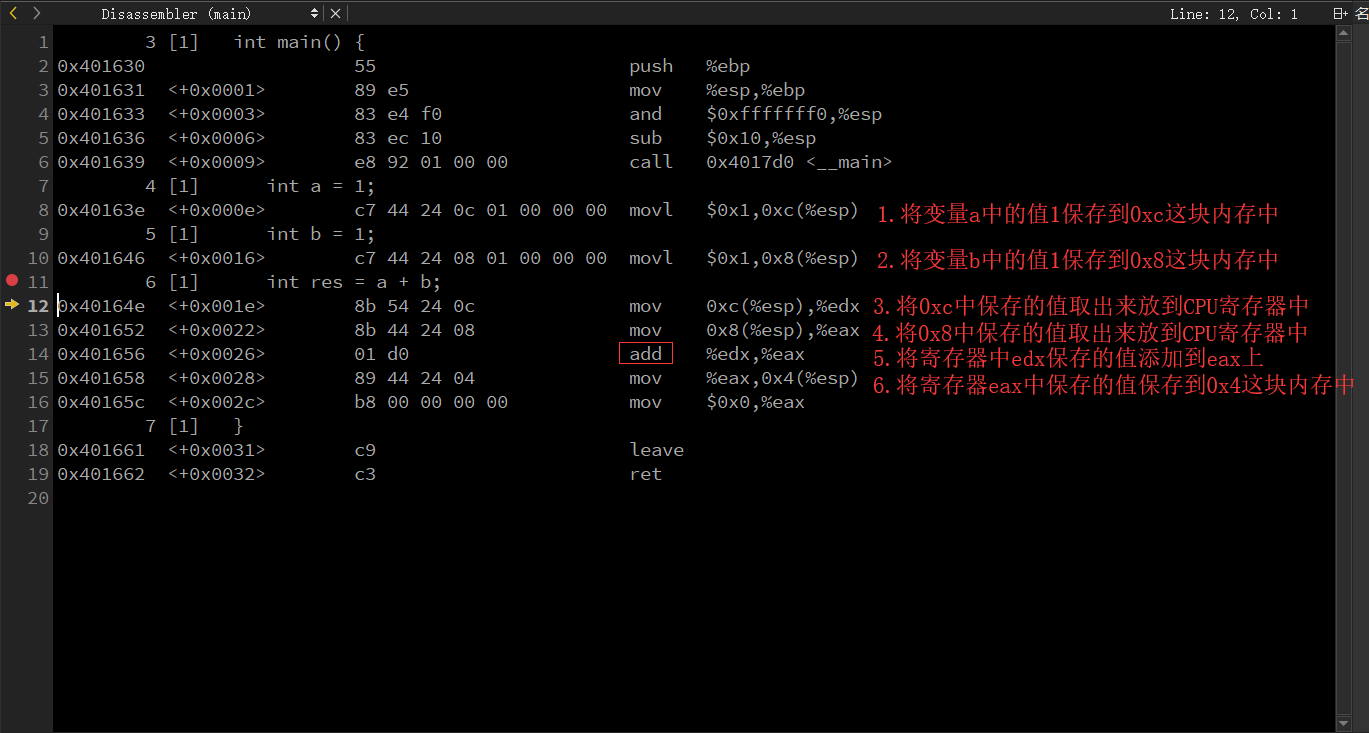 Disassembler (main) Line: 12, Col: 1 名
1 3 [1] int main() {
2 0x401630 55 push %ebp
3 0x401631 <+0x0001> 89 e5 mov %esp,%ebp
4 0x401633 <+0x0003> 83 e4 f0 and $0xfffffff0,%esp
5 0x401636 <+0x0006> 83 ec 10 sub $0x10,%esp
6 0x401639 <+0x0009> e8 92 01 00 00 call 0x4017d0 <__main>
7 4 [1] int a = 1;
8 0x40163e <+0x000e> c7 44 24 0c 01 00 00 00 movl $0x1,0xc(%esp) 1.将变量a中的值1保存到0xc这块内存中
9 5 [1] int b = 1;
10 0x401646 <+0x0016> c7 44 24 08 01 00 00 00 movl $0x1,0x8(%esp) 2.将变量b中的值1保存到0x8这块内存中
11 6 [1] int res = a + b;
12 0x40164e <+0x001e> 8b 54 24 0c mov 0xc(%esp),%edx 3.将0xc中保存的值取出来放到CPU寄存器中
13 0x401652 <+0x0022> 8b 44 24 08 mov 0x8(%esp),%eax 4.将0x8中保存的值取出来放到CPU寄存器中
14 0x401656 <+0x0026> 01 d0 add %edx,%eax 5.将寄存器中edx保存的值添加到eax上
15 0x401658 <+0x0028> 89 44 24 04 mov %eax,0x4(%esp) 6.将寄存器eax中保存的值保存到0x4这块内存中
16 0x40165c <+0x002c> b8 00 00 00 00 mov $0x0,%eax
17 7 [1] }
18 0x401661 <+0x0031> c9 leave
19 0x401662 <+0x0032> c3 ret
20